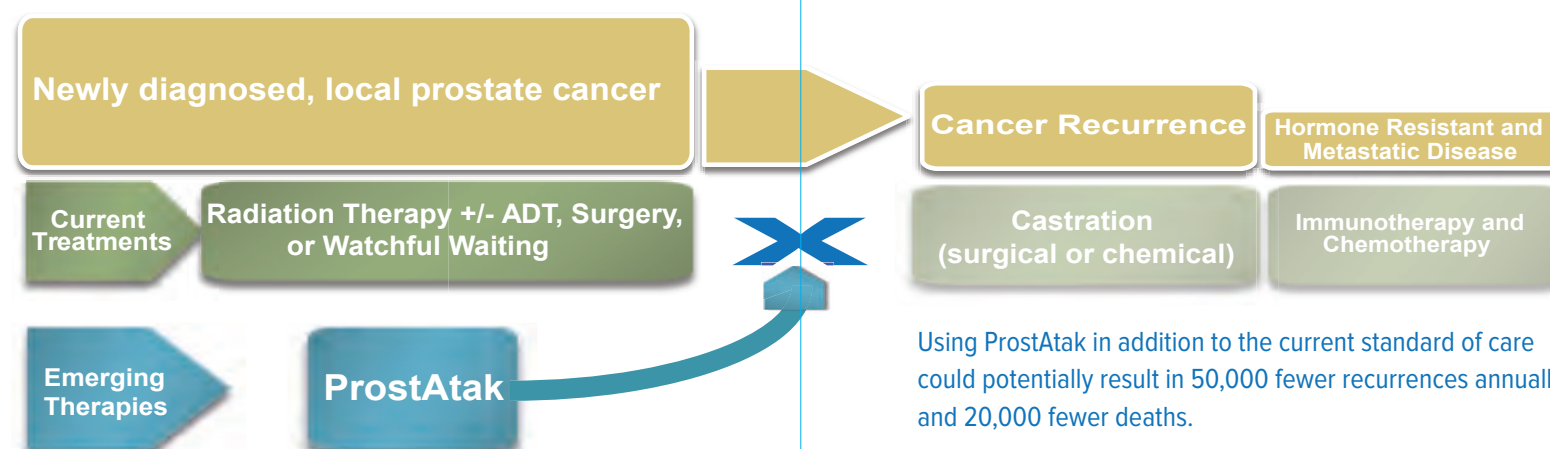 Newly diagnosed, local prostate cancer
Cancer Recurrence
Hormone Resistant and
Metastatic Disease
Current
Treatments
Radiation Therapy +/- ADT, Surgery,
or Watchful Waiting
Castration
(surgical or chemical)
Immunotherapy and
Chemotherapy
Emerging
Therapies
ProstAtak
Using ProstAtak in addition to the current standard of care
could potentially result in 50,000 fewer recurrences annuall
and 20,000 fewer deaths.